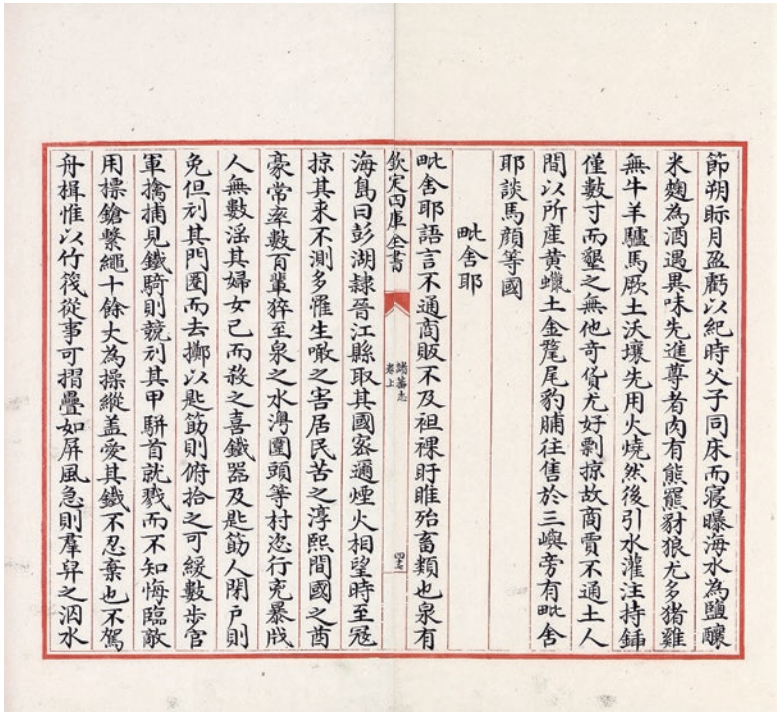 節朔眎月盈虧以紀時父子同床而寢曝海水為鹽釀
米麴為酒遇異味先進尊者肉有熊羆豺狼尤多猪雞
無牛羊驢馬厥土沃壤先用火燒然後引水灌注持鍤
僅數寸而墾之無他奇貨尤好剽掠故商賈不通土人
間以所産黄蠟土金氂尾豹脯往售於三嶼旁有毗舍
耶談馬顔等國
毗舍耶
毗舍耶語言不通商販不及袒裸盱睢殆畜類也泉有
欽定四庫全書
諸蕃志
卷上
四七
海島曰彭湖隷晉江縣取其國密邇煙火相望時至宼
掠其来不測多罹生噉之害居民苦之淳熙間國之酋
豪常率數百輩猝至泉之水灣圍頭等村恣行兇暴戕
人無數淫其婦女已而殺之喜鐵器及匙筯人閉户則
免但刓其門圏而去擲以匙筯則俯拾之可緩數步官
軍擒捕見鐵騎則競刓其甲駢首就戮而不知悔臨敵
用摽鎗繫繩十餘丈為操縱盖愛其鐵不忍棄也不駕
舟楫惟以竹筏從事可摺疊如屏風急則羣舁之泅水